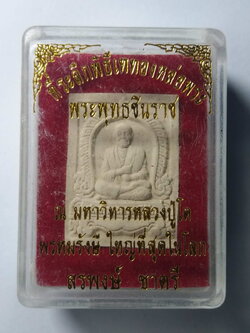 ที่ระลึกพิธีเททองหล่อพระ
พระพุทธชินราช
ณ มหาวิหารหลวงปู่โต
พรหมรังษี ใหญ่ที่สุดในโลก
สรพงษ์ ชาตรี